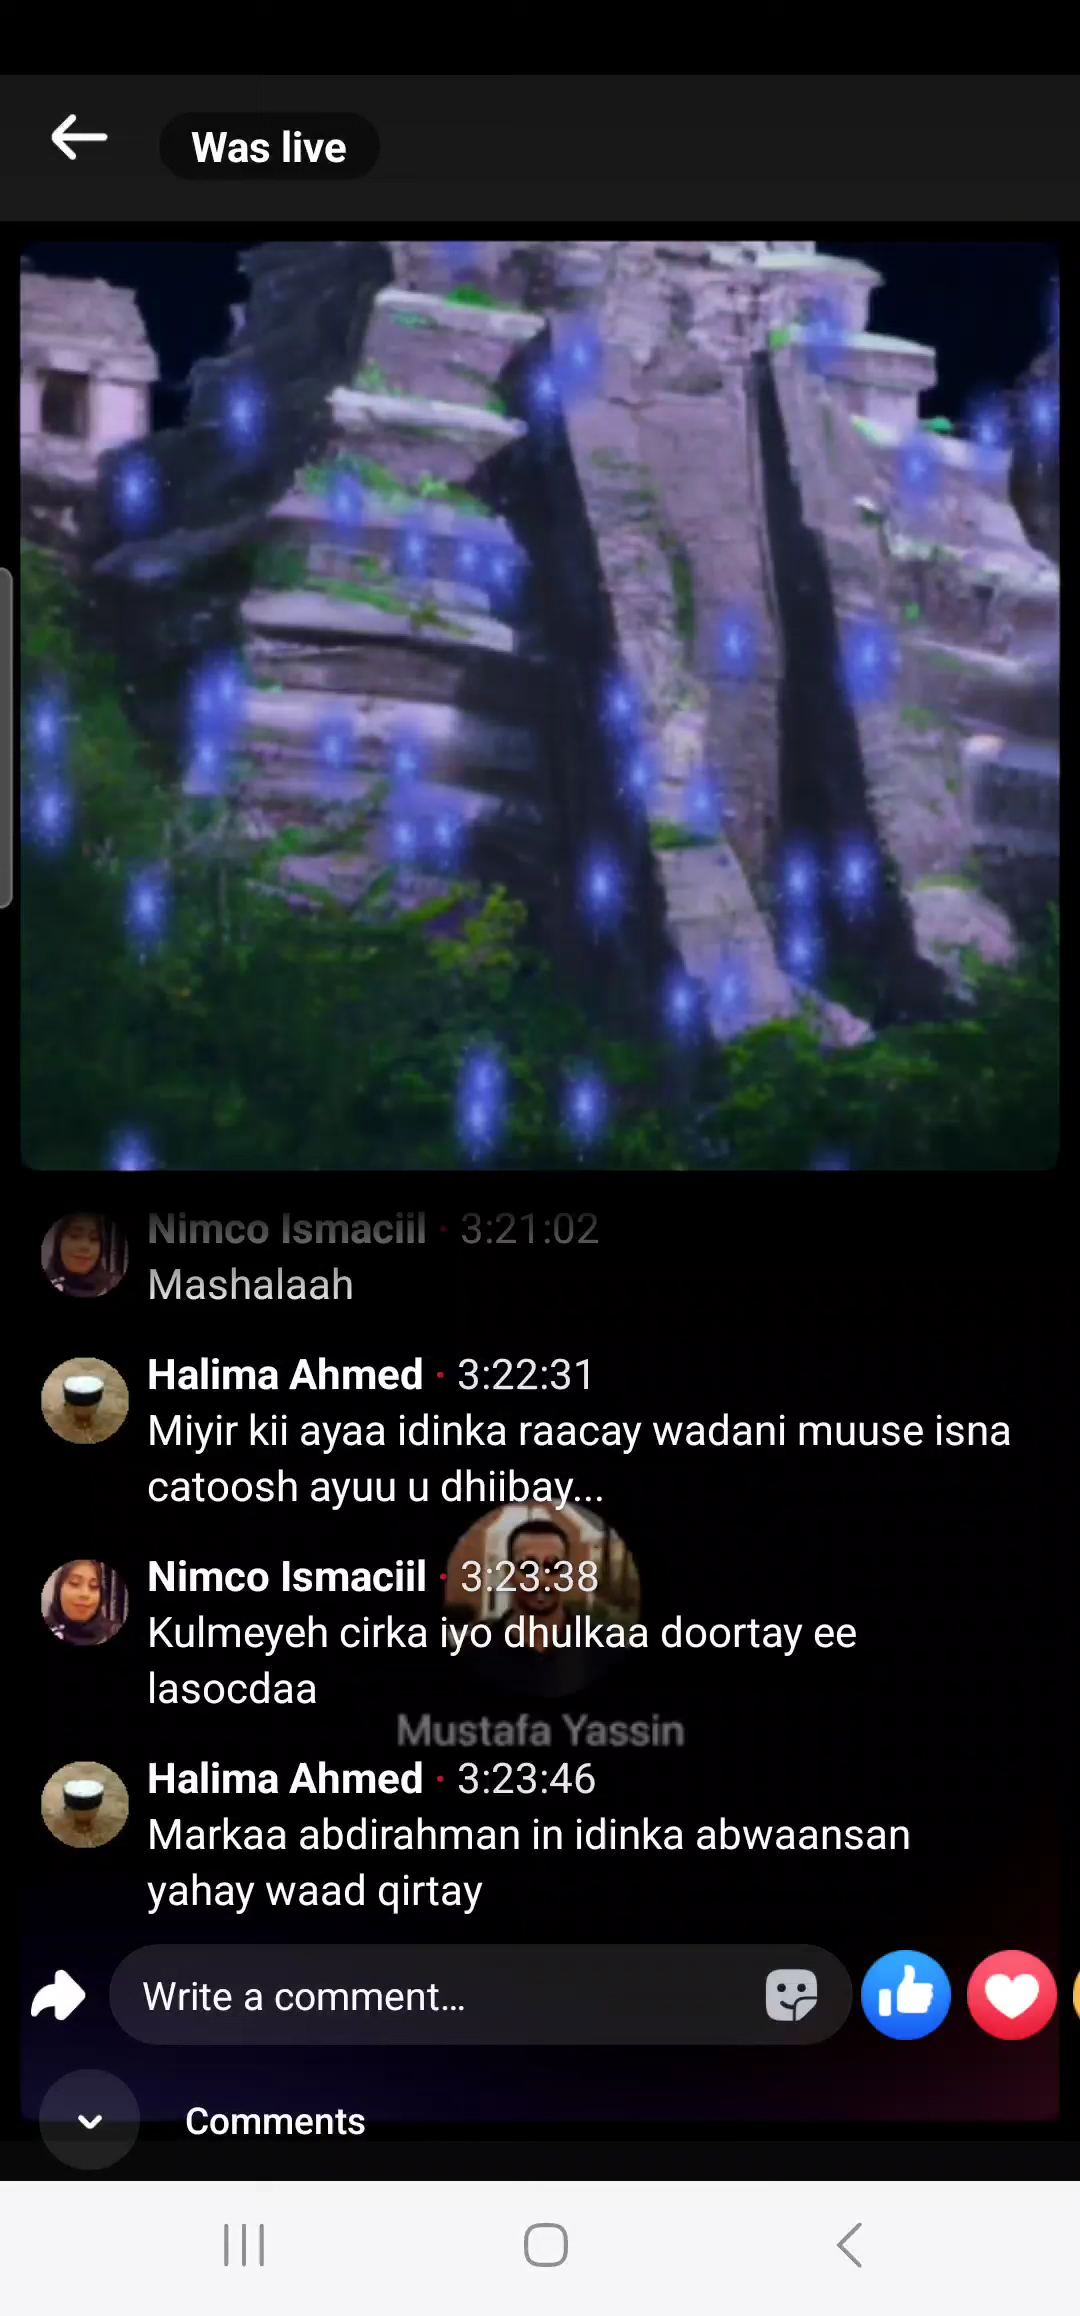 Was live
Nimco Ismaciil · 3:21:02
Mashalaah
Halima Ahmed · 3:22:31
Miyir kii ayaa idinka raacay wadani muuse isna
catoosh ayuu u dhiibay...
Nimco Ismaciil · 3:23:38
Kulmeyeh cirka iyo dhulkaa doortay ee
lasocdaa
Mustafa Yassin
Halima Ahmed · 3:23:46
Markaa abdirahman in idinka abwaansan
yahay waad qirtay
Write a comment...
Comments